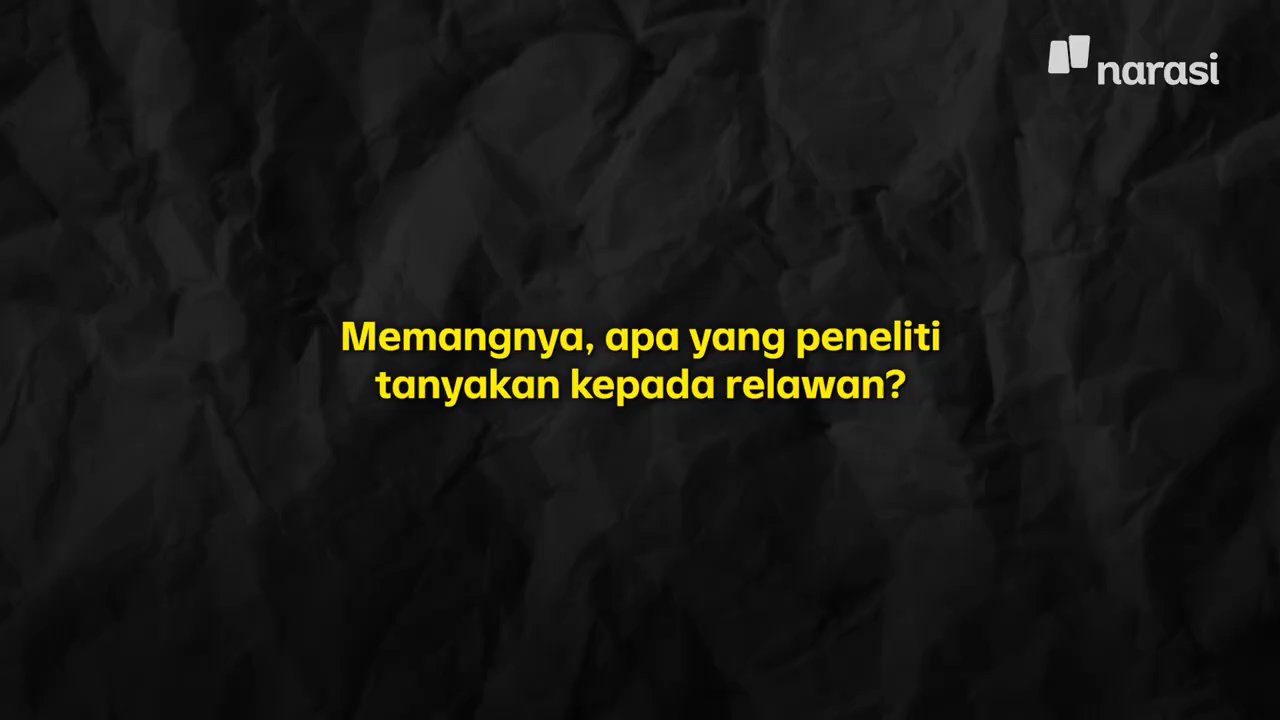 narasi
Memangnya, apa yang peneliti
tanyakan kepada relawan?